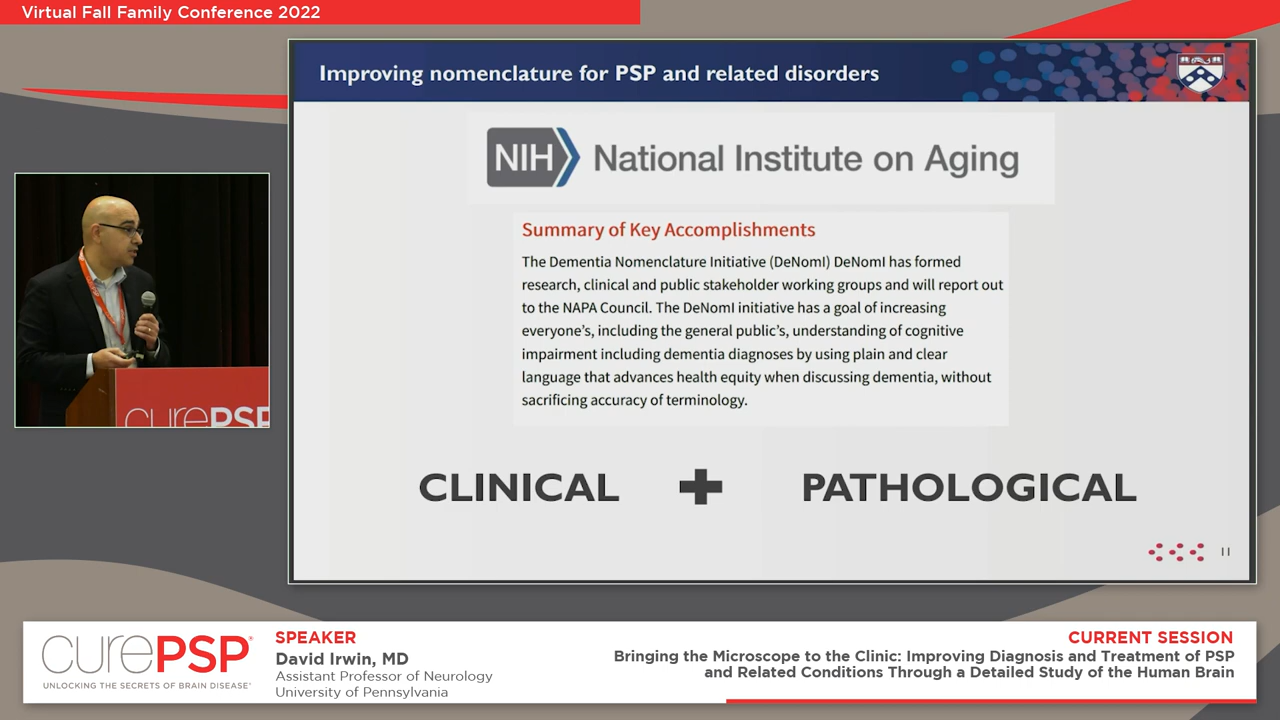 Virtual Fall Family Conference 2022
Improving nomenclature for PSP and related disorders
NIH National Institute on Aging
Summary of Key Accomplishments
The Dementia Nomenclature Initiative (DeNomI) DeNomI has formed
research, clinical and public stakeholder working groups and will report out
to the NAPA Council. The DeNomI initiative has a goal of increasing
everyone's, including the general public's, understanding of cognitive
impairment including dementia diagnoses by using plain and clear
language that advances health equity when discussing dementia, without
sacrificing accuracy of terminology.
CLINICAL + PATHOLOGICAL
11
curePSP
curePSP®
UNLOCKING THE SECRETS OF BRAIN DISEASE®
SPEAKER
David Irwin, MD
Assistant Professor of Neurology
University of Pennsylvania
CURRENT SESSION
Bringing the Microscope to the Clinic: Improving Diagnosis and Treatment of PSP
and Related Conditions Through a Detailed Study of the Human Brain